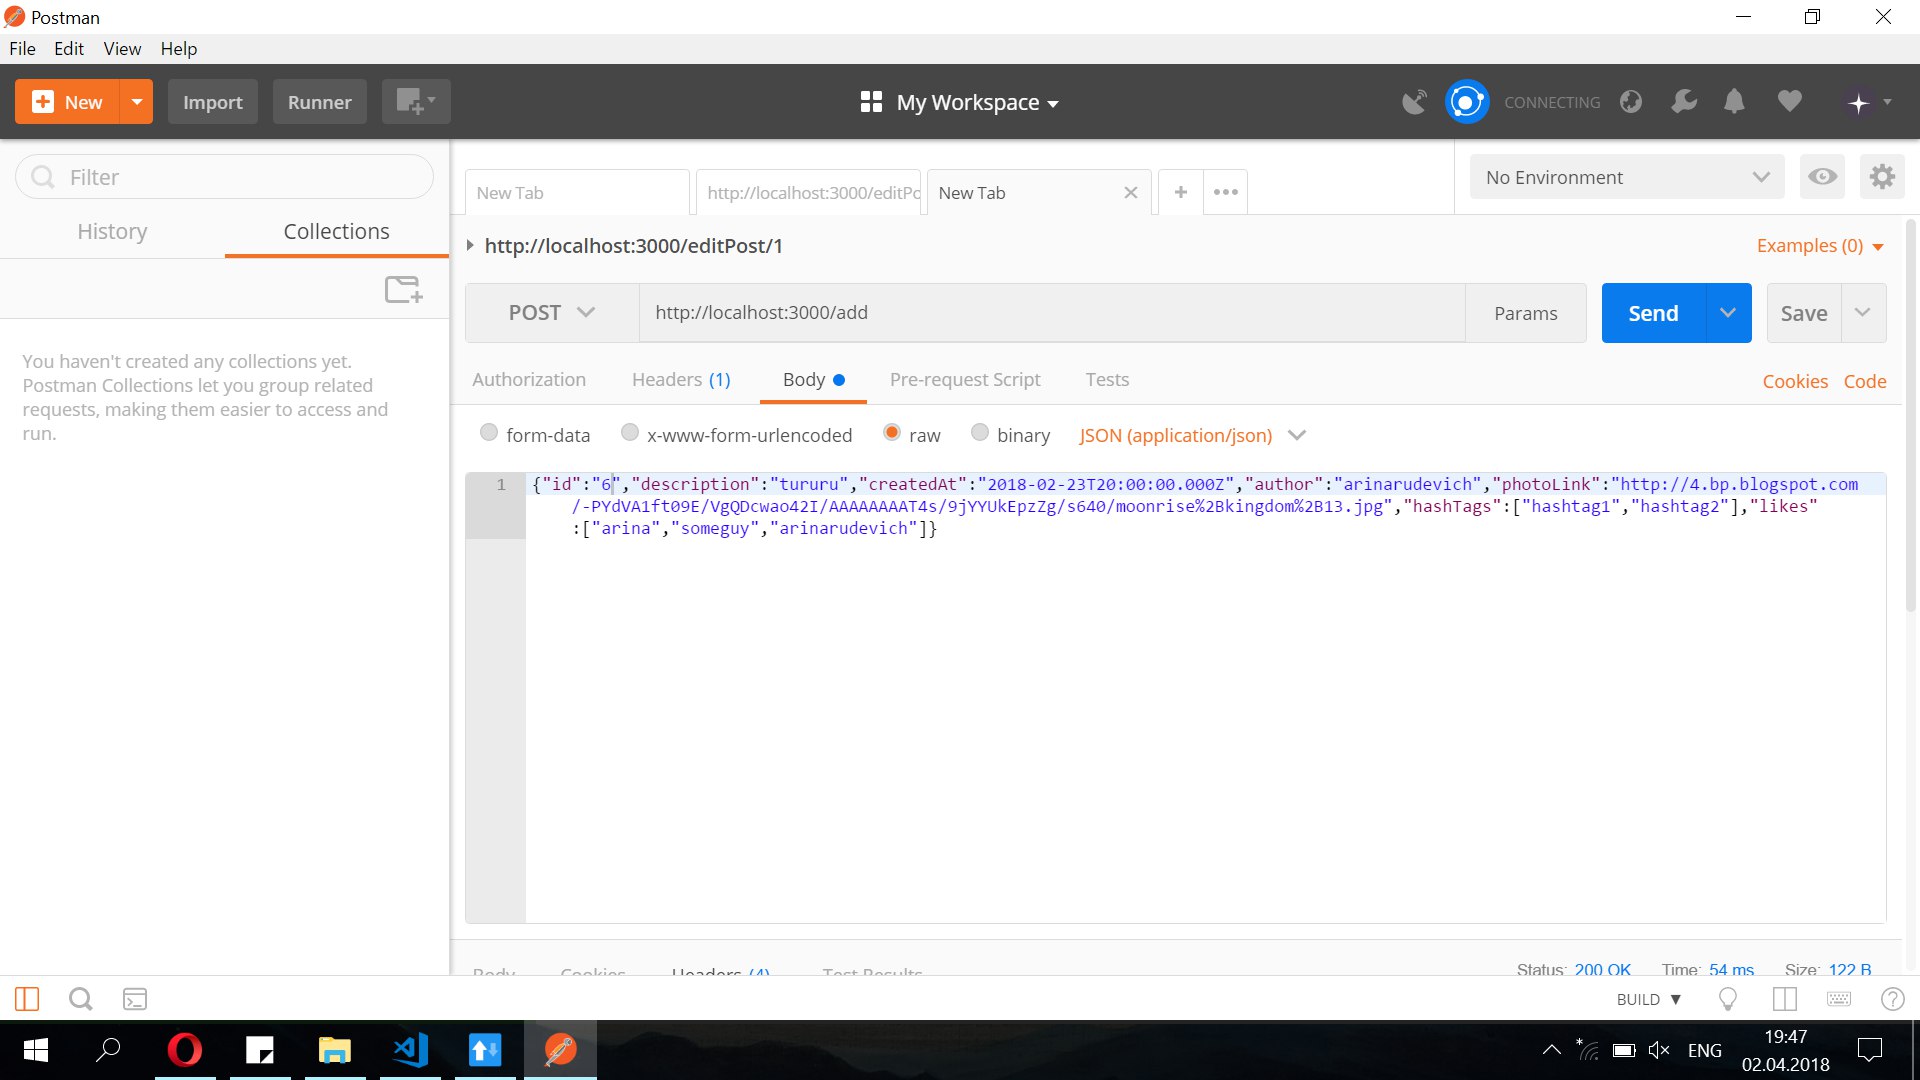 Postman
File Edit View Help
New Import Runner My Workspace CONNECTING
Filter
History Collections
You haven't created any collections yet.
Postman Collections let you group related
requests, making them easier to access and
run.
New Tab http://localhost:3000/editPo New Tab No Environment
http://localhost:3000/editPost/1 Examples (0)
POST http://localhost:3000/add Params Send Save
Authorization Headers (1) Body Pre-request Script Tests Cookies Code
form-data x-www-form-urlencoded raw binary JSON (application/json)
1 {"id":"6","description":"tururu","createdAt":"2018-02-23T20:00:00.000Z","author":"arinarudevich","photoLink":"http://4.bp.blogspot.com
/-PYdVA1ft09E/VgQDcwao42I/AAAAAAAAT4s/9jYYUkEpzZg/s640/moonrise%2Bkingdom%2B13.jpg","hashTags":["hashtag1","hashtag2"],"likes"
:["arina","someguy","arinarudevich"]}
Body Cookies Headers (4) Test Results Status: 200 OK Time: 54 ms Size: 122 B
BUILD
ENG 19:47
02.04.2018